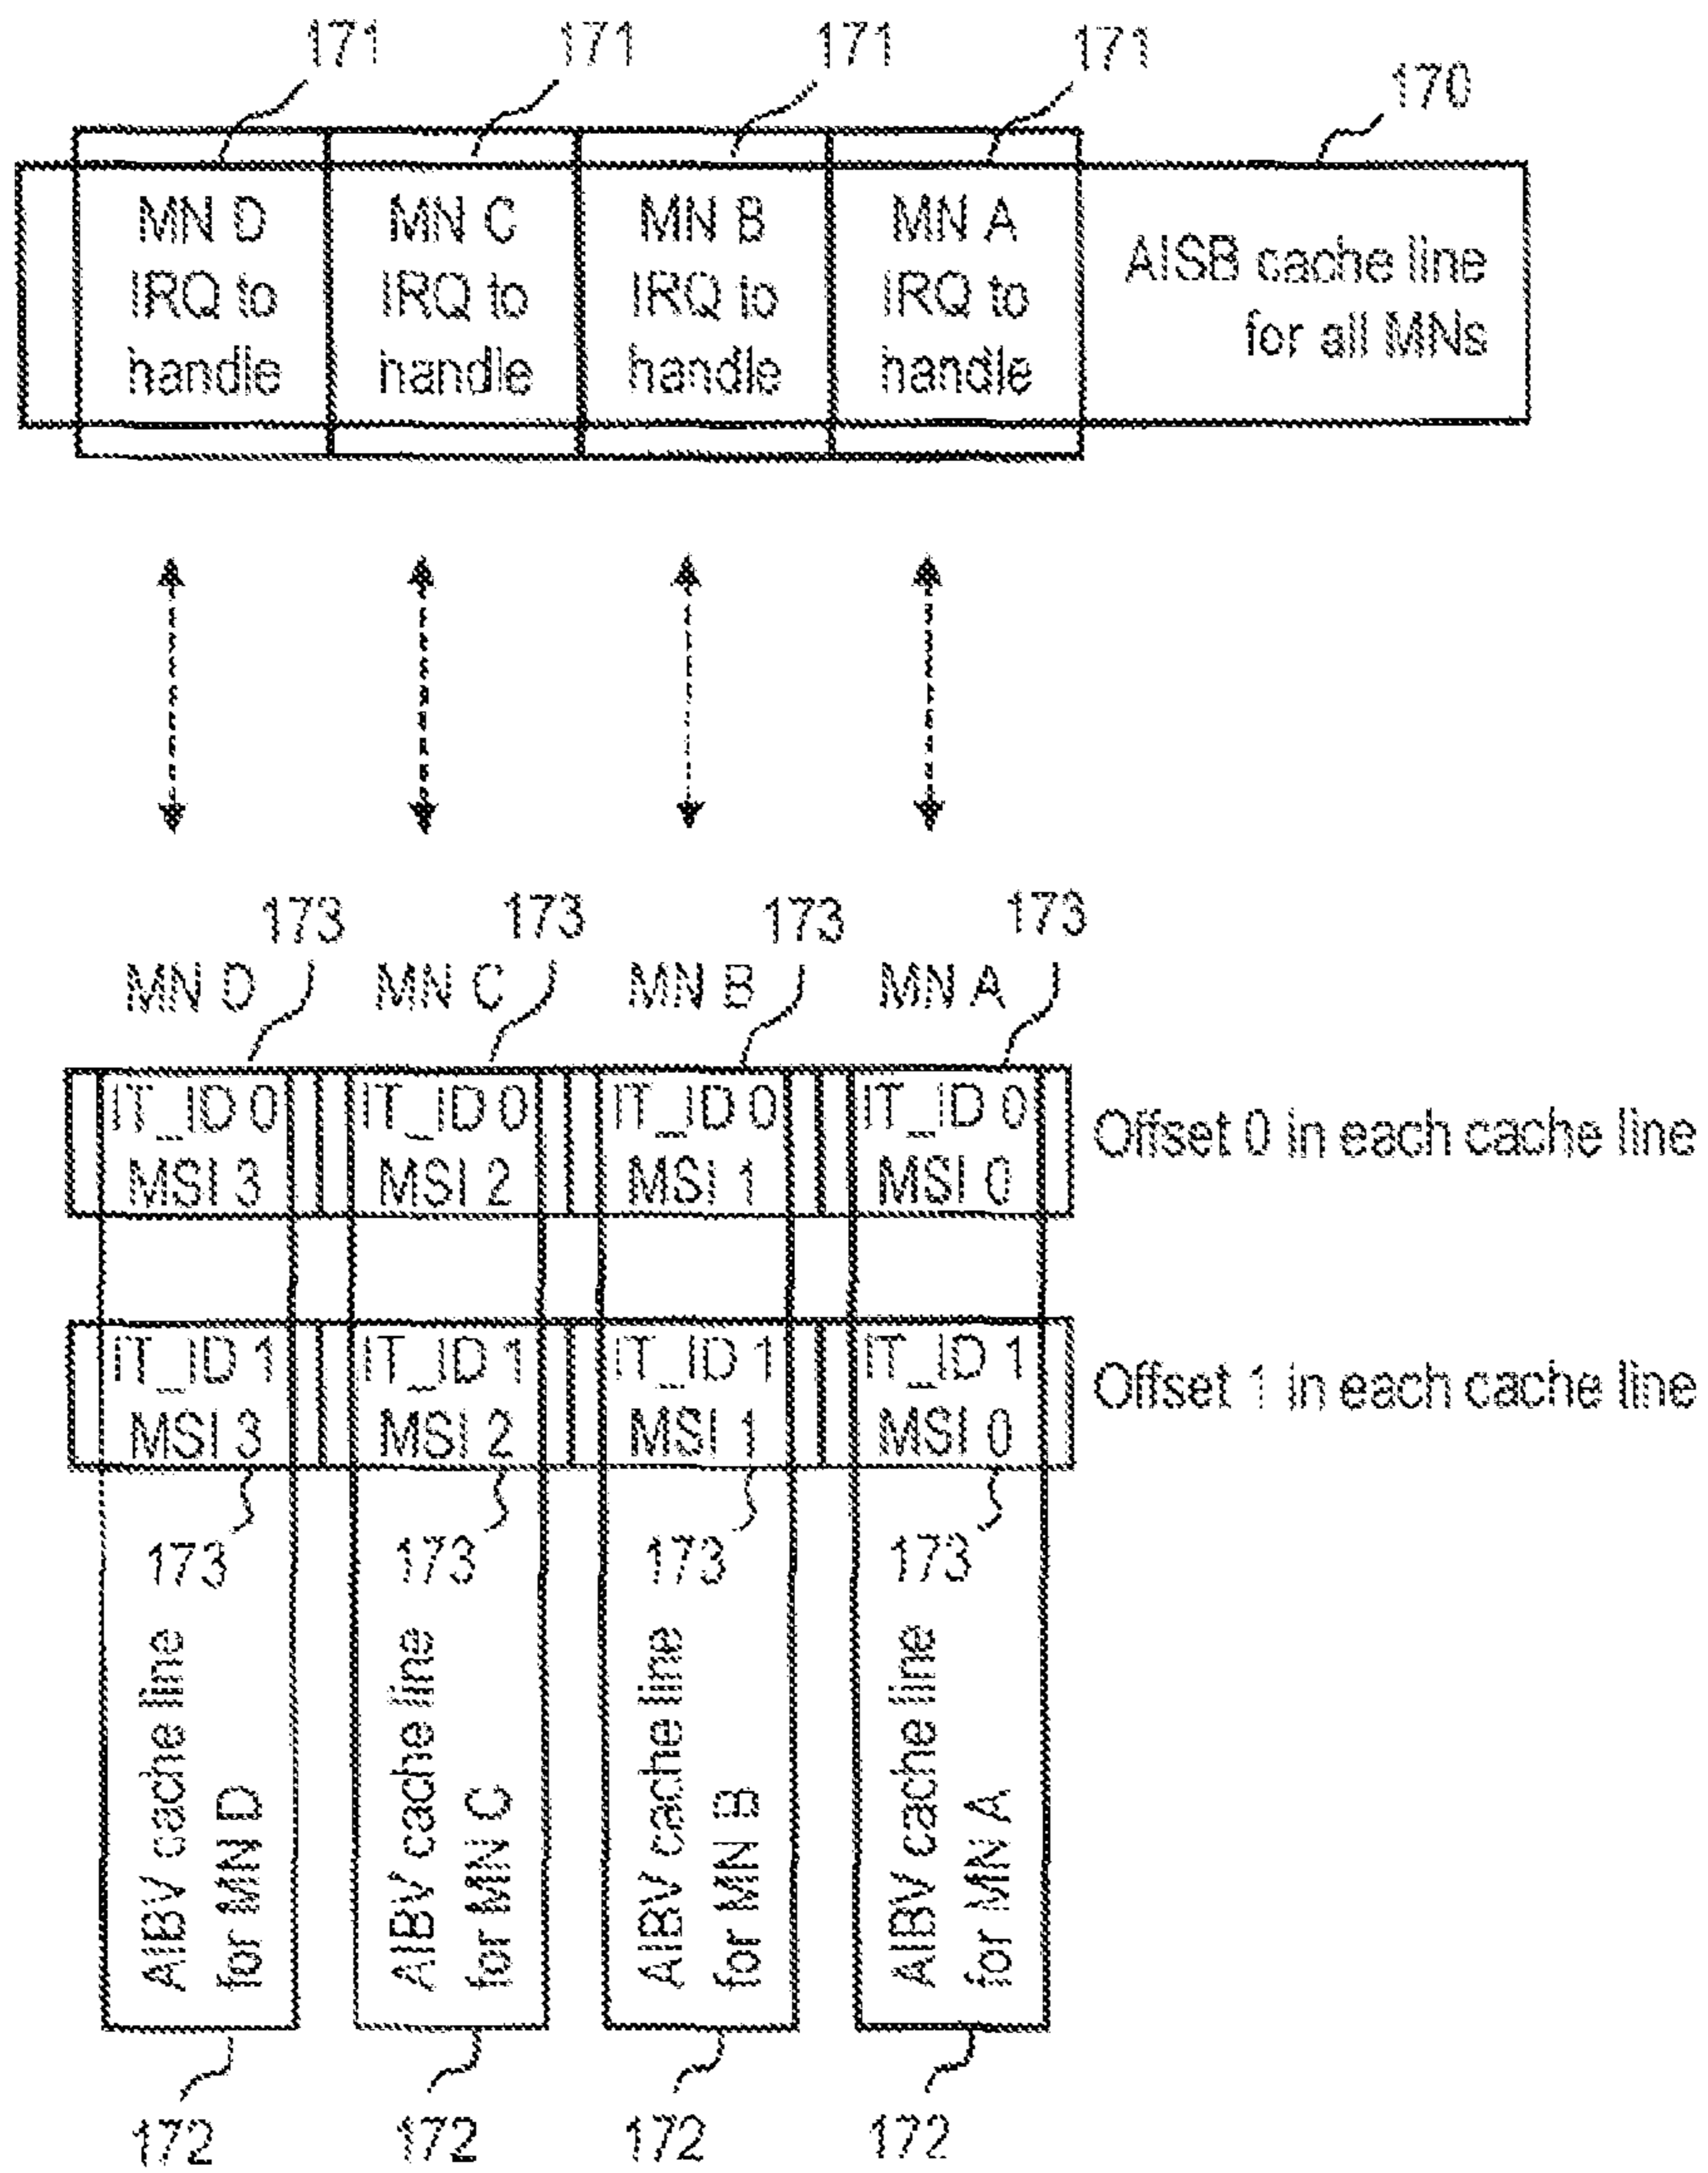 171 171 171 171 170
MN D MN C MN B MN A
IRQ to IRQ to IRQ to IRQ to
handle handle handle handle
AISB cache line
for all MNs
173 173 173 173
MN D MN C MN B MN A
IT_ID 0 IT_ID 0 IT_ID 0 IT_ID 0
MSI 3 MSI 2 MSI 1 MSI 0
Offset 0 in each cache line
IT_ID 1 IT_ID 1 IT_ID 1 IT_ID 1
MSI 3 MSI 2 MSI 1 MSI 0
Offset 1 in each cache line
173 173 173 173
AIBV cache line
for MN D
AIBV cache line
for MN C
AIBV cache line
for MN B
AIBV cache line
for MN A
172 172 172 172